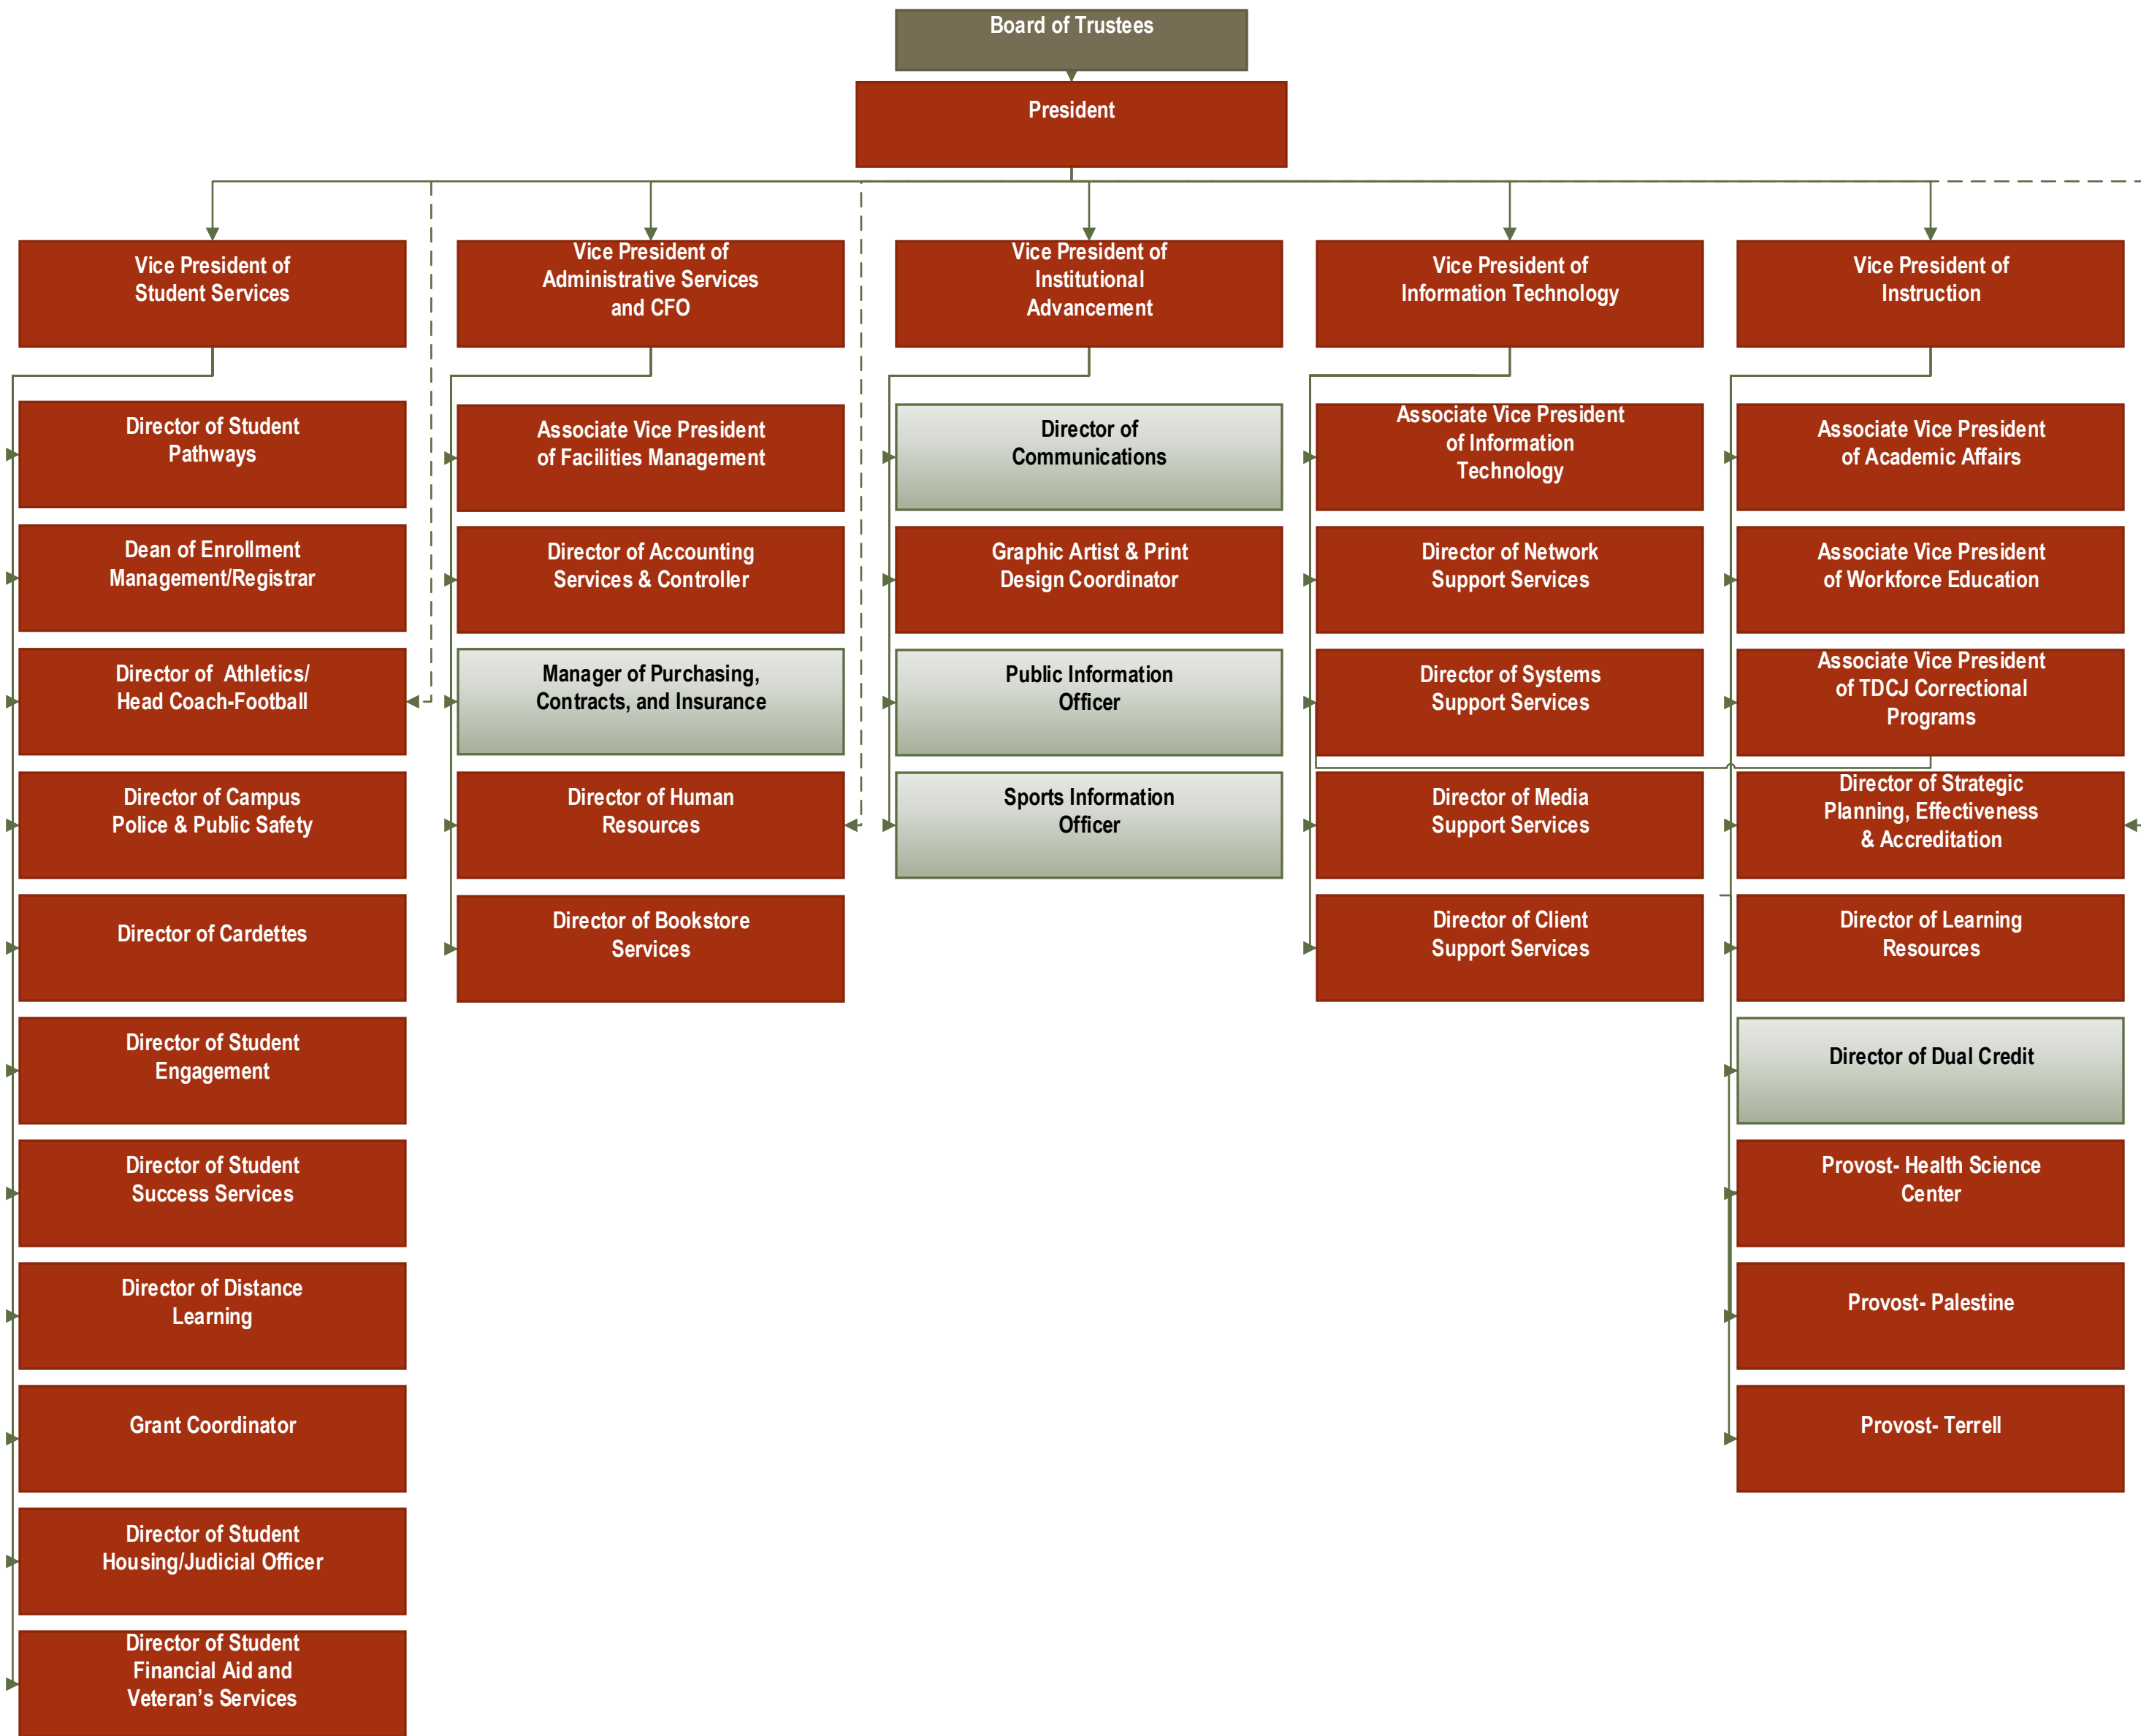 Board of Trustees
President
Vice President of
Student Services
Vice President of
Administrative Services
and CFO
Vice President of
Institutional
Advancement
Vice President of
Information Technology
Vice President of
Instruction
Director of Student
Pathways
Dean of Enrollment
Management/Registrar
Director of  Athletics/
Head Coach-Football
Director of Campus
Police & Public Safety
Director of Cardettes
Director of Student
Engagement
Director of Student
Success Services
Director of Distance
Learning
Grant Coordinator
Director of Student
Housing/Judicial Officer
Director of Student
Financial Aid and
Veteran’s Services
Associate Vice President
of Facilities Management
Director of Accounting
Services & Controller
Manager of Purchasing,
Contracts, and Insurance
Director of Human
Resources
Director of Bookstore
Services
Director of
Communications
Graphic Artist & Print
Design Coordinator
Public Information
Officer
Sports Information
Officer
Associate Vice President
of Information
Technology
Director of Network
Support Services
Director of Systems
Support Services
Director of Media
Support Services
Director of Client
Support Services
Associate Vice President
of Academic Affairs
Associate Vice President
of Workforce Education
Associate Vice President
of TDCJ Correctional
Programs
Director of Strategic
Planning, Effectiveness
& Accreditation
Director of Learning
Resources
Director of Dual Credit
Provost- Health Science
Center
Provost- Palestine
Provost- Terrell